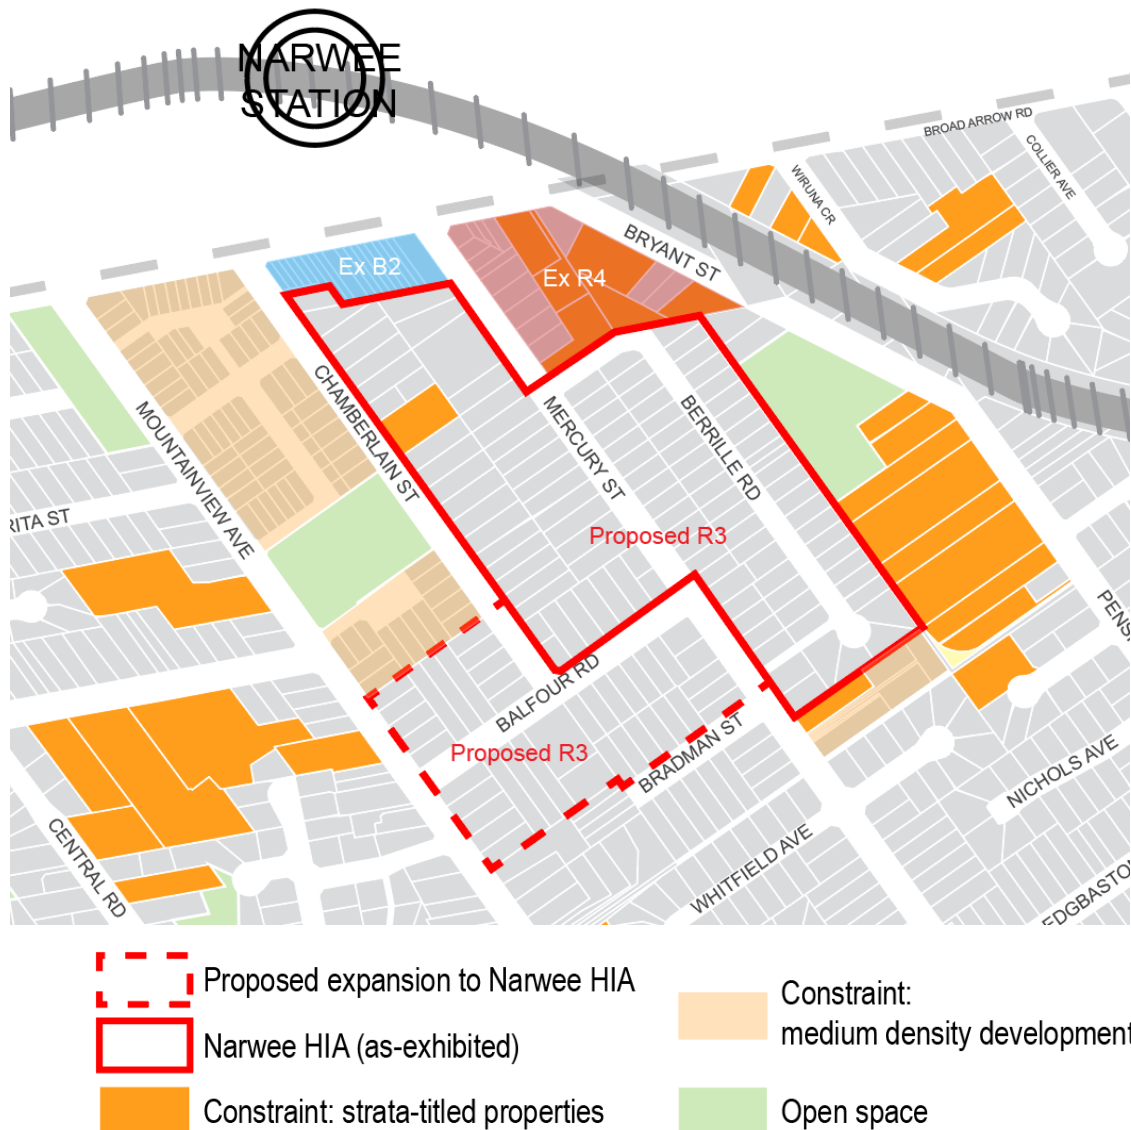 NARWEE
STATION
BROAD ARROW RD
COLLIER AVE
WIRUNA CR
BRYANT ST
Ex B2
Ex R4
CHAMBERLAIN ST
MERCURY ST
BERRILLE RD
MOUNTAINVIEW AVE
RITA ST
Proposed R3
PENS
BALFOUR RD
Proposed R3
BRADMAN ST
NICHOLS AVE
CENTRAL RD
WHITFIELD AVE
EDGBASTON
Proposed expansion to Narwee HIA
Narwee HIA (as-exhibited)
Constraint: strata-titled properties
Constraint:
medium density development
Open space